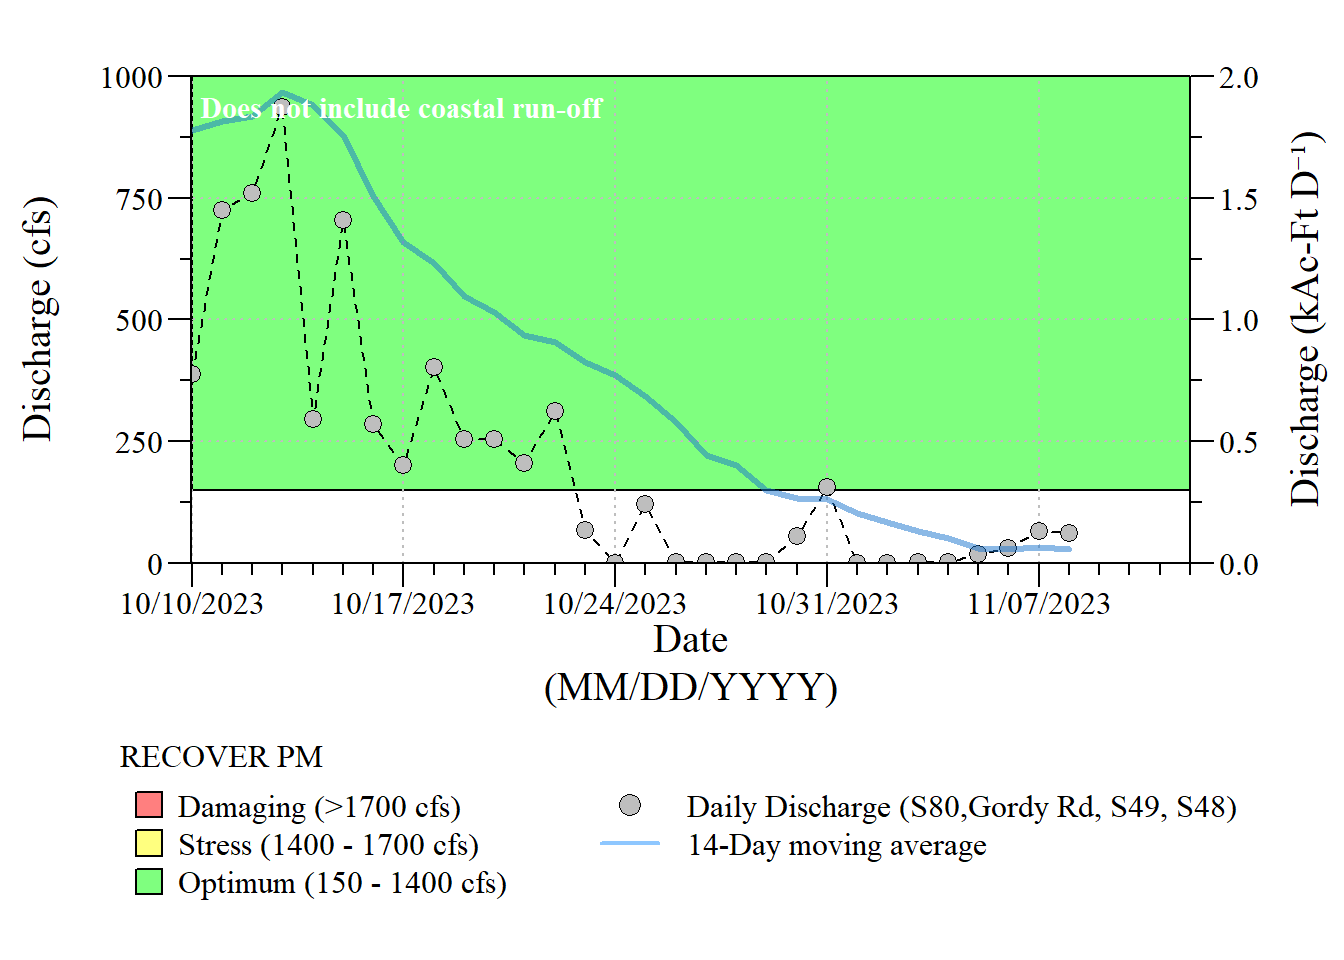 Does not include coastal run-off
1000
750
500
250
0
Discharge (cfs)
2.0
1.5
1.0
0.5
0.0
Discharge (kAc-Ft D⁻¹)
10/10/2023
10/17/2023
10/24/2023
10/31/2023
11/07/2023
Date
(MM/DD/YYYY)
RECOVER PM
Damaging (>1700 cfs)
Stress (1400 - 1700 cfs)
Optimum (150 - 1400 cfs)
Daily Discharge (S80,Gordy Rd, S49, S48)
14-Day moving average